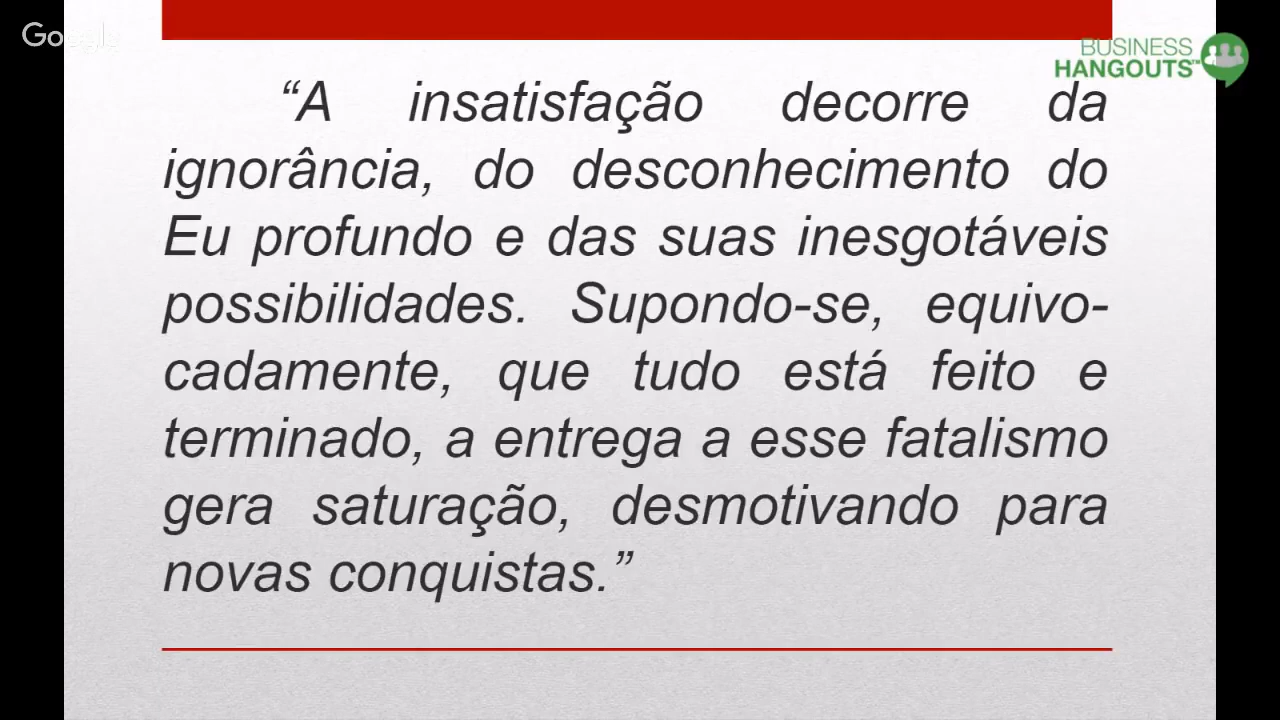 Google
BUSINESS
HANGOUTS™
“A insatisfação decorre da
ignorância, do desconhecimento do
Eu profundo e das suas inesgotáveis
possibilidades. Supondo-se, equivo-
cadamente, que tudo está feito e
terminado, a entrega a esse fatalismo
gera saturação, desmotivando para
novas conquistas.”